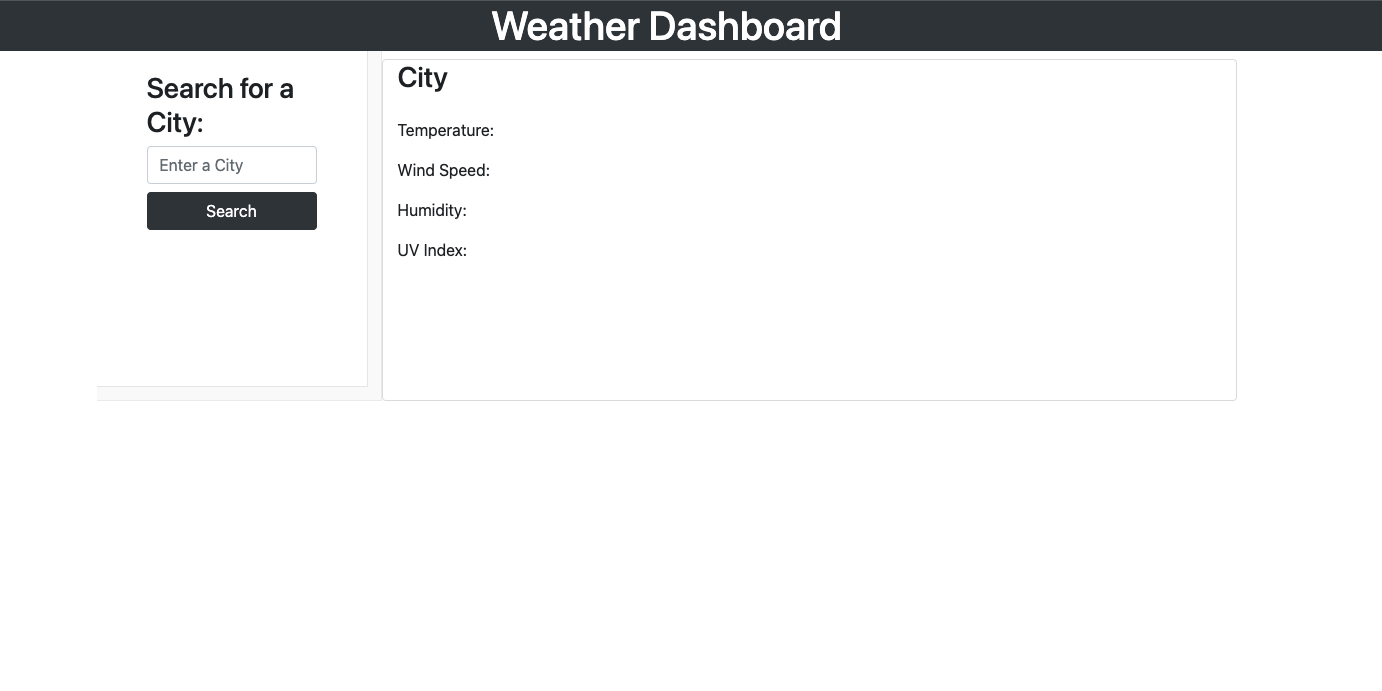 Weather Dashboard
Search for a
City:
Enter a City
Search
City
Temperature:
Wind Speed:
Humidity:
UV Index: